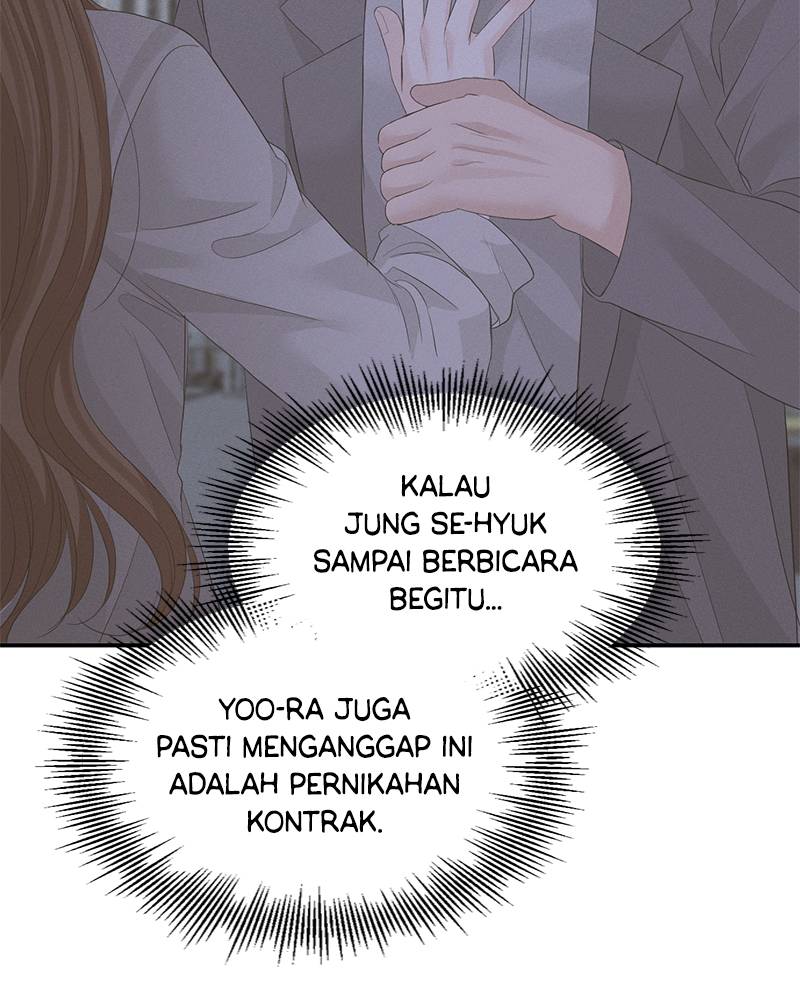 KALAU
JUNG SE-HYUK
SAMPAI BERBICARA
BEGITU...
YOO-RA JUGA
PASTI MENGANGGAP INI
ADALAH PERNIKAHAN
KONTRAK.